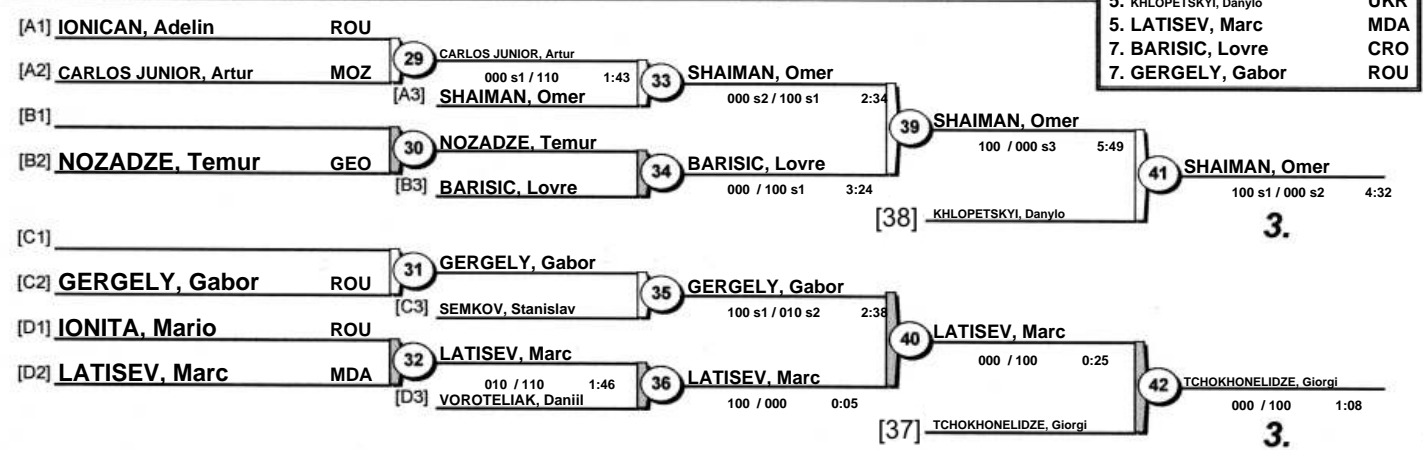 5. KHLOPETSKYI, Danylo UKR
5. LATISEV, Marc MDA
7. BARISIC, Lovre CRO
7. GERGELY, Gabor ROU
[A1] IONICAN, Adelin ROU
29 CARLOS JUNIOR, Artur
[A2] CARLOS JUNIOR, Artur MOZ
000 s1 / 110 1:43
33 SHAIMAN, Omer
[A3] SHAIMAN, Omer
000 s2 / 100 s1 2:34
[B1]
39 SHAIMAN, Omer
30 NOZADZE, Temur
100 / 000 s3 5:49
[B2] NOZADZE, Temur GEO
34 BARISIC, Lovre
41 SHAIMAN, Omer
[B3] BARISIC, Lovre
000 / 100 s1 3:24
100 s1 / 000 s2 4:32
[38] KHLOPETSKYI, Danylo
3.
[C1]
31 GERGELY, Gabor
[C2] GERGELY, Gabor ROU
35 GERGELY, Gabor
[C3] SEMKOV, Stanislav
100 s1 / 010 s2 2:38
[D1] IONITA, Mario ROU
40 LATISEV, Marc
32 LATISEV, Marc
000 / 100 0:25
[D2] LATISEV, Marc MDA
010 / 110 1:46
36 LATISEV, Marc
42 TCHOKHONELIDZE, Giorgi
[D3] VOROTELIAK, Daniil
100 / 000 0:05
000 / 100 1:08
[37] TCHOKHONELIDZE, Giorgi
3.